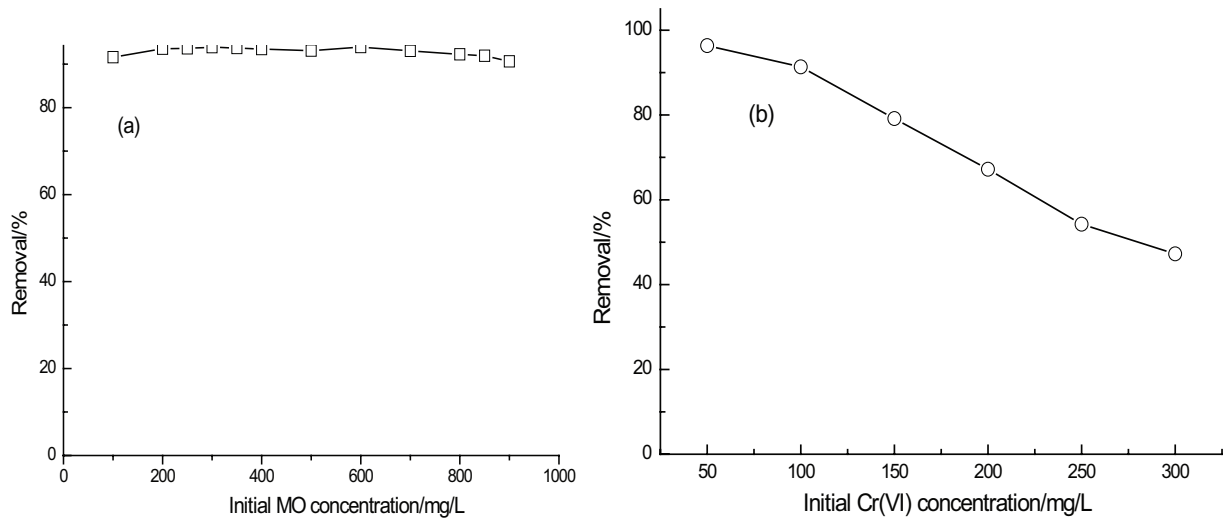 (a)
80
60
40
20
0
0 200 400 600 800 1000
Removal/%
Initial MO concentration/mg/L
(b)
100
80
60
40
20
0
50 100 150 200 250 300
Removal/%
Initial Cr(VI) concentration/mg/L